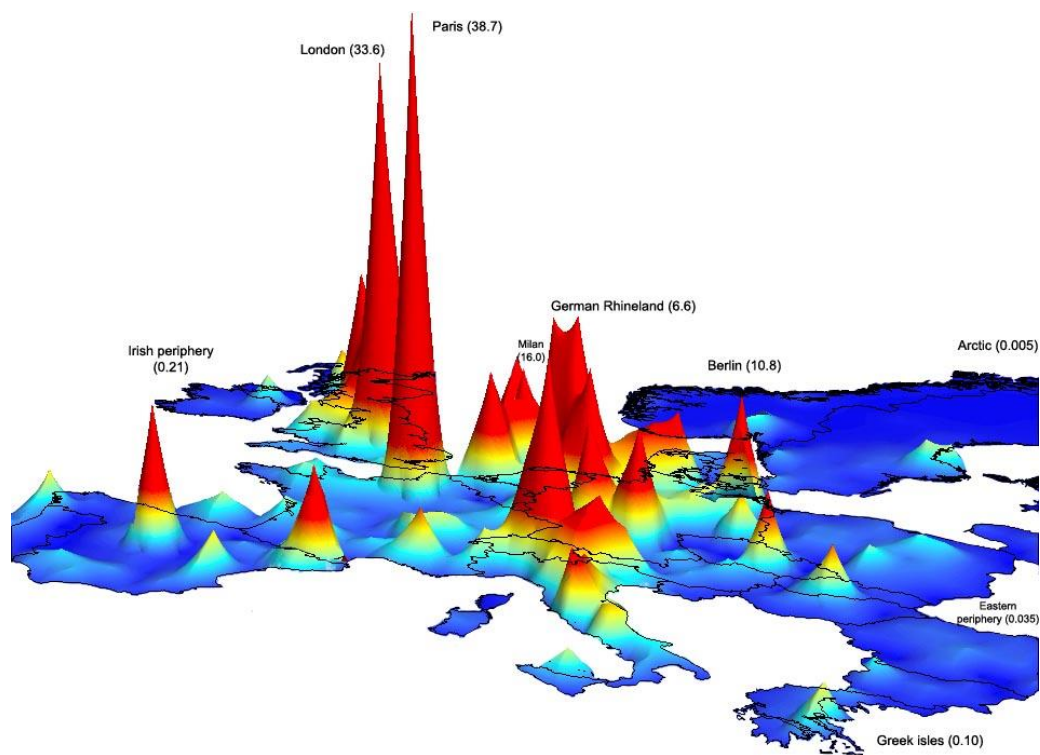 Paris (38.7)
London (33.6)
German Rhineland (6.6)
Milan
(16.0)
Irish periphery
(0.21)
Arctic (0.005)
Berlin (10.8)
Eastern
periphery (0.035)
Greek isles (0.10)